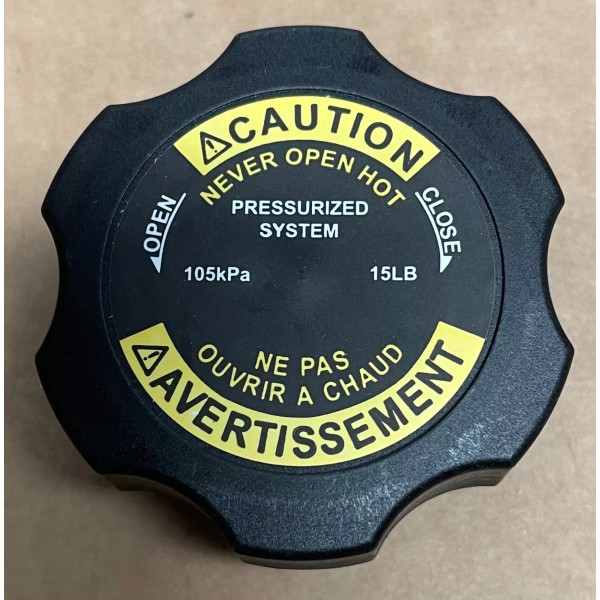 CAUTION
NEVER OPEN HOT
OPEN
CLOSE
PRESSURIZED
SYSTEM
105kPa
15LB
NE PAS
OUVRIR A CHAUD
AVERTISSEMENT